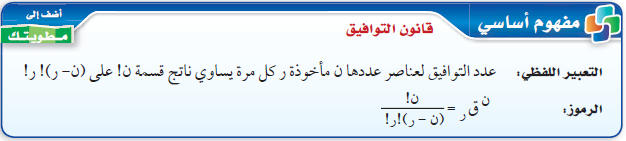 مفهوم أساسي
قانون التوافيق
أضف إلى
مطويتك
التعبير اللفظي: عدد التوافيق لعناصر عددها ن مأخوذة ر كل مرة يساوي ناتج قسمة ن! على (ن - ر)! ر!
الرموز: ن ق ر = ن! / (ن - ر)! ر!